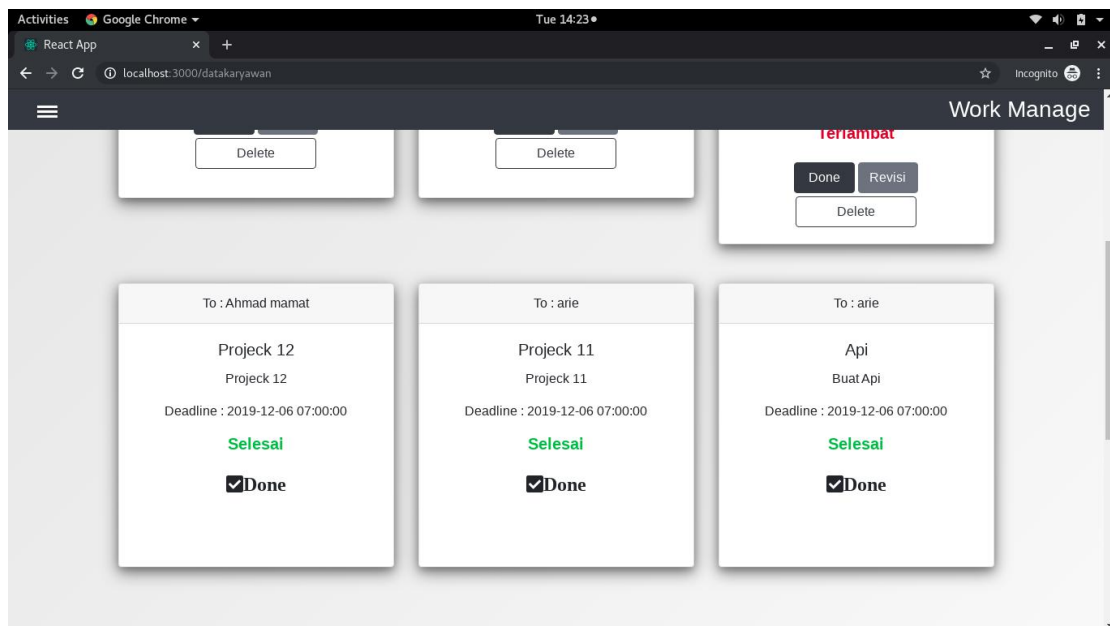 Activities Google Chrome Tue 14:23
React App
localhost:3000/datakaryawan Incognito
Work Manage
Terlambat
Delete Delete
Done Revisi
Delete
To : Ahmad mamat To : arie To : arie
Projeck 12 Projeck 11 Api
Projeck 12 Projeck 11 Buat Api
Deadline : 2019-12-06 07:00:00 Deadline : 2019-12-06 07:00:00 Deadline : 2019-12-06 07:00:00
Selesai Selesai Selesai
Done Done Done